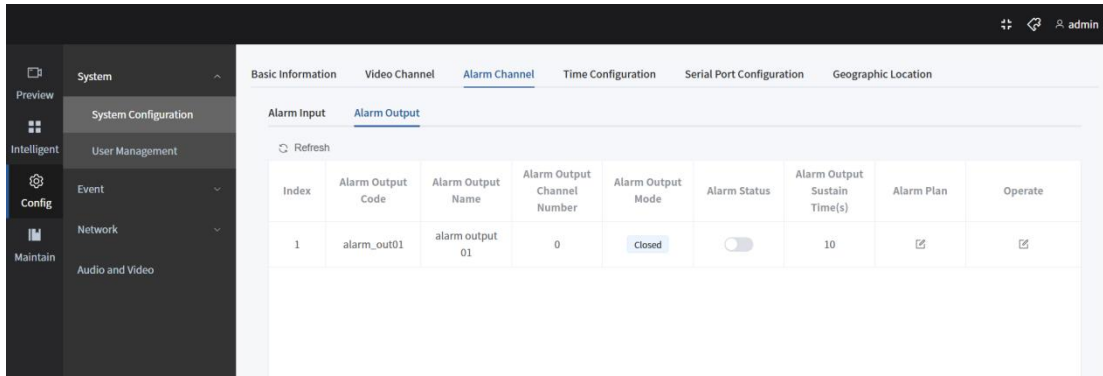 admin
Preview
Intelligent
Config
Maintain
System
System Configuration
User Management
Event
Network
Audio and Video
Basic Information Video Channel Alarm Channel Time Configuration Serial Port Configuration Geographic Location
Alarm Input Alarm Output
Refresh
Index Alarm Output Code Alarm Output Name Alarm Output Channel Number Alarm Output Mode Alarm Status Alarm Output Sustain Time(s) Alarm Plan Operate
1 alarm_out01 alarm output 01 0 Closed 10